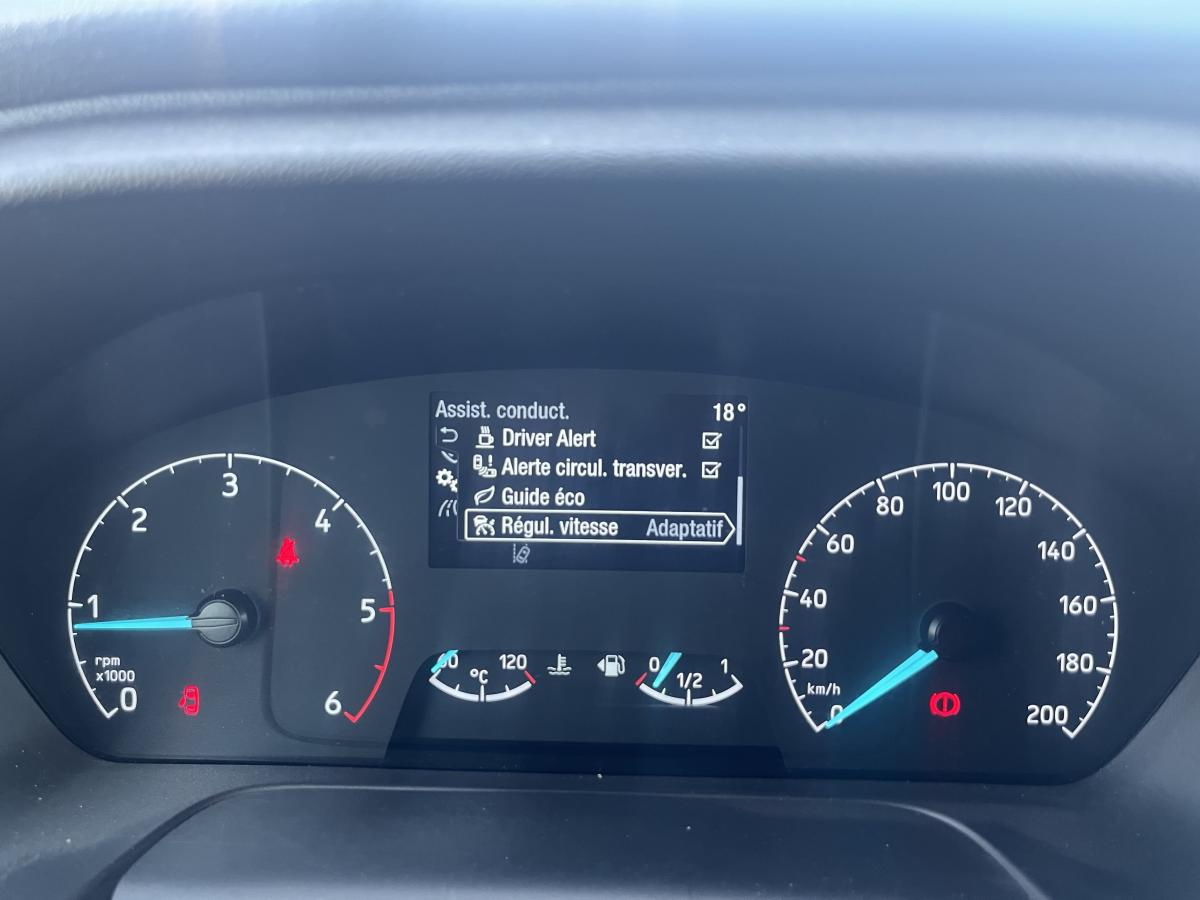 Assist. conduct. 18°
Driver Alert
Alerte circul. transver.
Guide éco
Régul. vitesse Adaptatif
0
1
2
3
4
5
6
rpm
x1000
60 120
°C
0 1/2 1
0
20
40
60
80
100
120
140
160
180
200
km/h